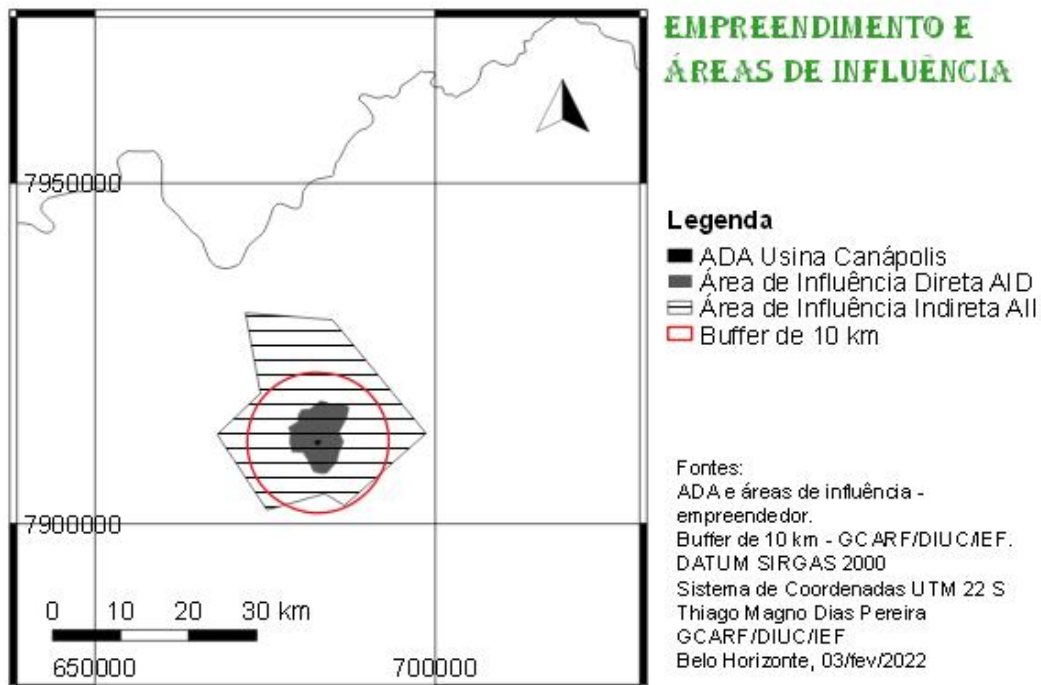 EMPREENDIMENTO E
ÁREAS DE INFLUÊNCIA
7950000
7900000
0 10 20 30 km
650000 700000
Legenda
ADA Usina Canápolis
Área de Influência Direta AID
Área de Influência Indireta AII
Buffer de 10 km
Fontes:
ADA e áreas de influência -
empreendedor.
Buffer de 10 km - GCARF/DIUC/IEF.
DATUM SIRGAS 2000
Sistema de Coordenadas UTM 22 S
Thiago Magno Dias Pereira
GCARF/DIUC/IEF
Belo Horizonte, 03/fev/2022